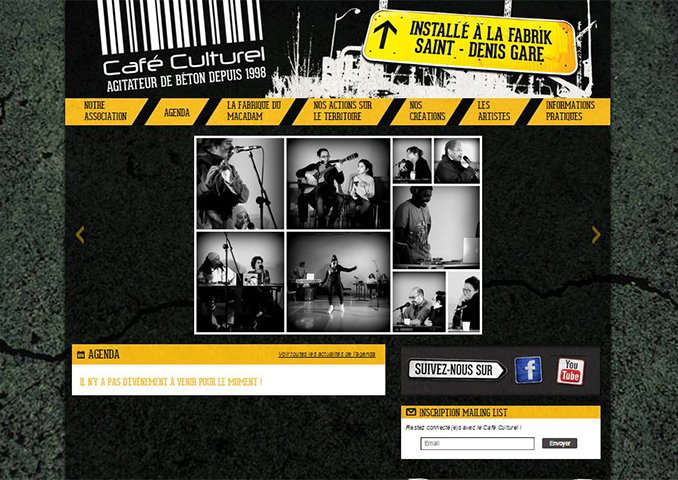 Café Culturel
AGITATEUR DE BÉTON DEPUIS 1998
INSTALLÉ À LA FABRIK
SAINT - DENIS GARE
NOTRE
ASSOCIATION
AGENDA
LA FABRIQUE DU
MACADAM
NOS ACTIONS SUR
LE TERRITOIRE
NOS
CRÉATIONS
LES
ARTISTES
INFORMATIONS
PRATIQUES
AGENDA
Voir toutes les actualités de l'agenda
IL N'Y A PAS D'ÉVÉNEMENT À VENIR POUR LE MOMENT !
SUIVEZ-NOUS SUR
f
You
Tube
INSCRIPTION MAILING LIST
Restez connecté(e)s avec le Café Culturel !
Email
Envoyer